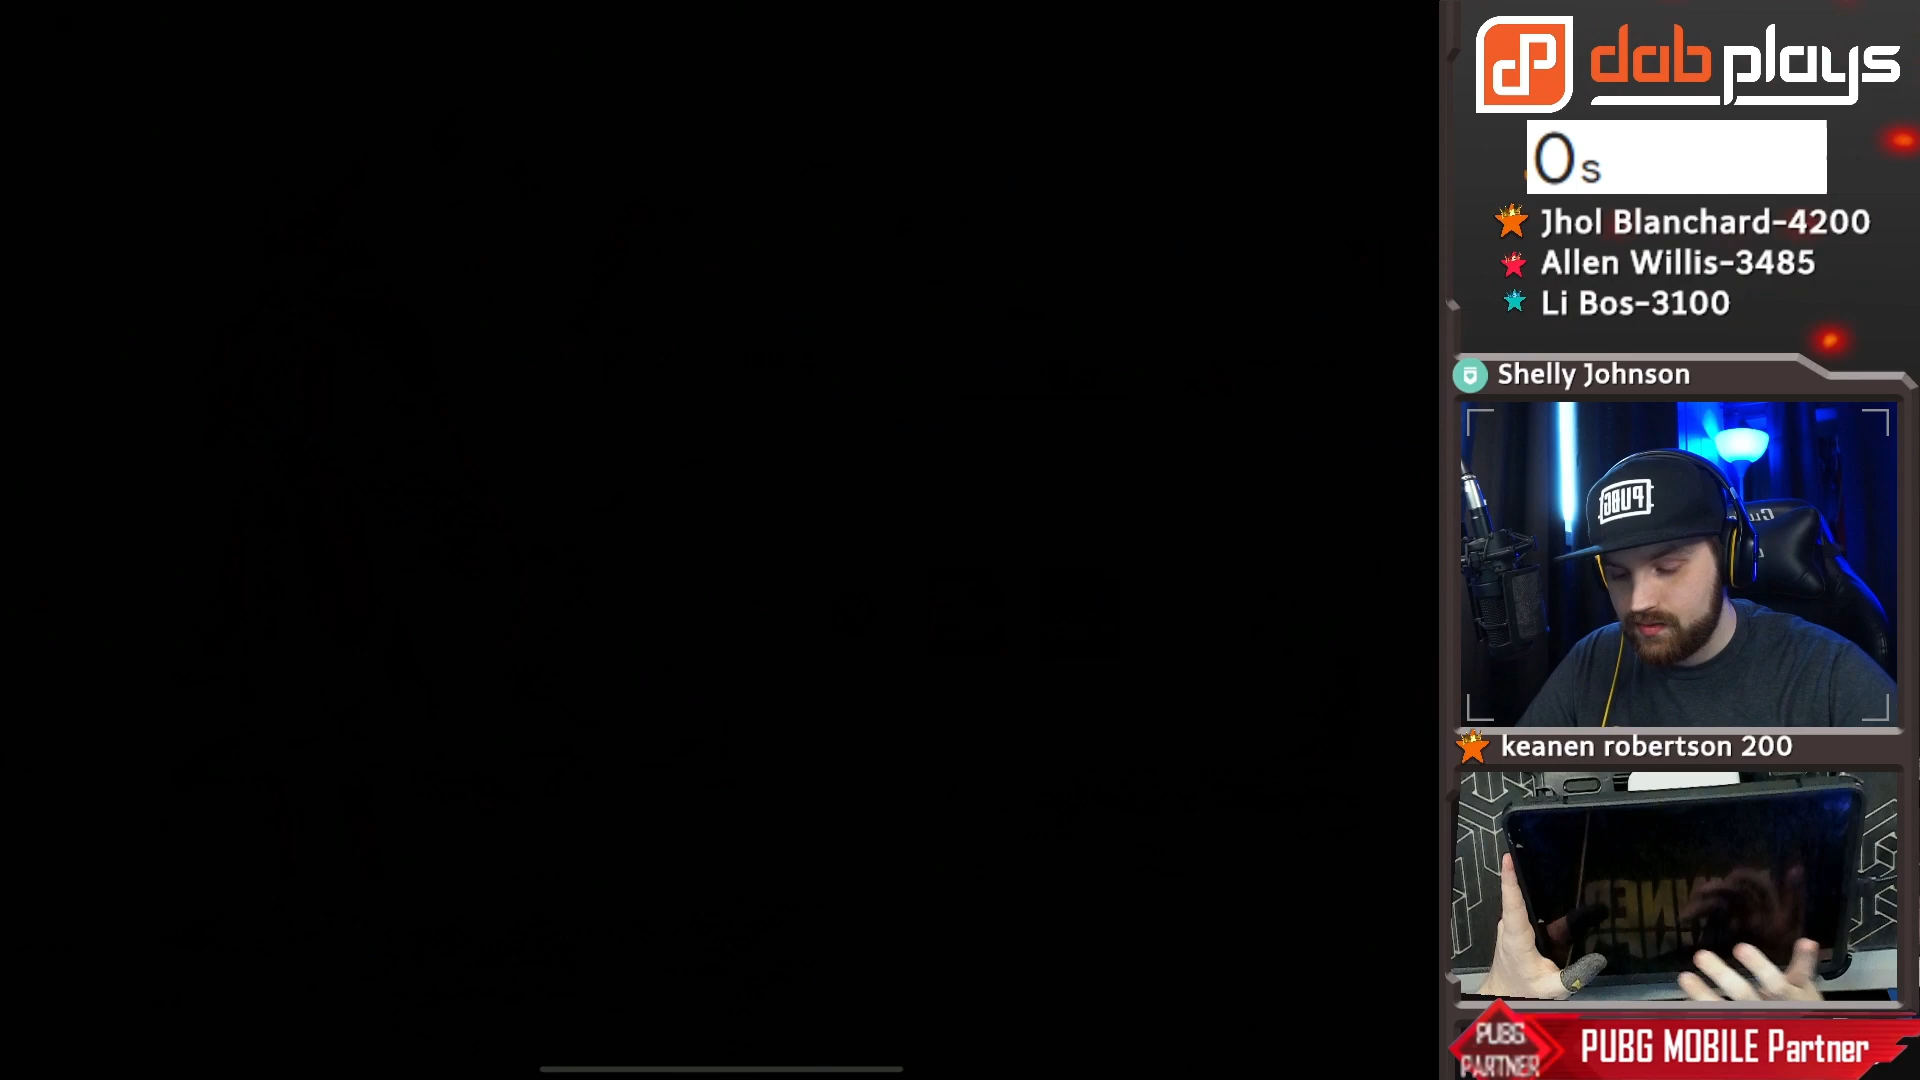 dP dab plays
0s
Jhol Blanchard-4200
Allen Willis-3485
Li Bos-3100
Shelly Johnson
PUBG
keanen robertson 200
PUBG
PARTNER
PUBG MOBILE Partner